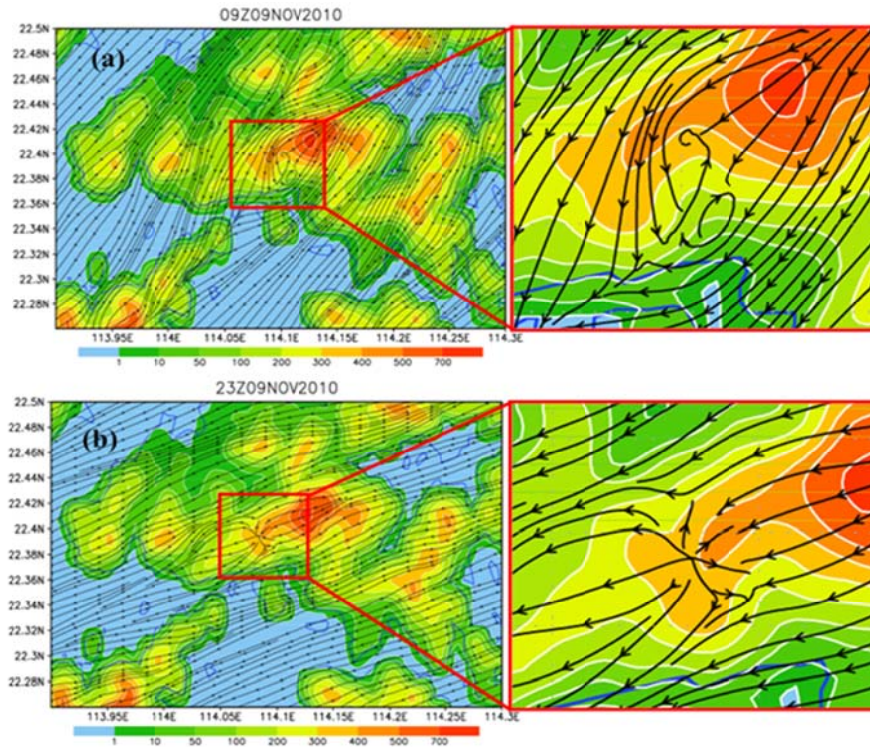 09Z09NOV2010
(a)
22.5N
22.46N
22.44N
22.42N
22.4N
22.38N
22.36N
22.34N
22.32N
22.3N
22.28N
113.95E 114E 114.05E 114.1E 114.15E 114.2E 114.25E 114.3E
1 10 50 100 200 300 400 500 700
23Z09NOV2010
(b)
22.5N
22.48N
22.44N
22.42N
22.4N
22.38N
22.36N
22.34N
22.32N
22.3N
22.28N
113.95E 114E 114.05E 114.1E 114.15E 114.2E 114.25E 114.3E
1 10 50 100 200 300 400 500 700